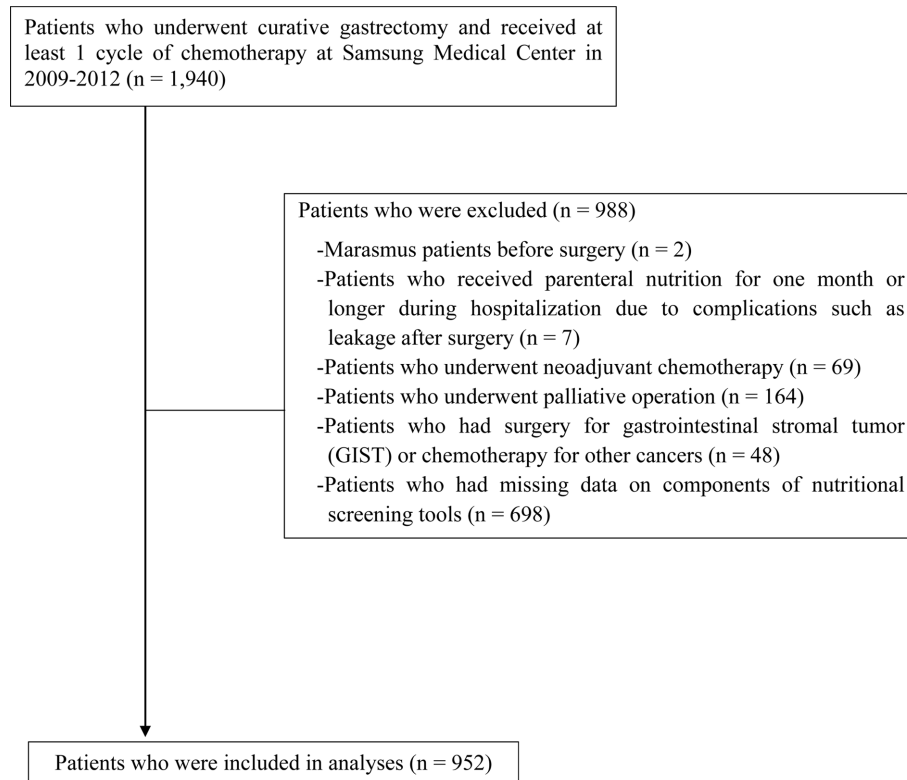 Patients who underwent curative gastrectomy and received at
least 1 cycle of chemotherapy at Samsung Medical Center in
2009-2012 (n = 1,940)
Patients who were excluded (n = 988)
-Marasmus patients before surgery (n = 2)
-Patients who received parenteral nutrition for one month or
longer during hospitalization due to complications such as
leakage after surgery (n = 7)
-Patients who underwent neoadjuvant chemotherapy (n = 69)
-Patients who underwent palliative operation (n = 164)
-Patients who had surgery for gastrointestinal stromal tumor
(GIST) or chemotherapy for other cancers (n = 48)
-Patients who had missing data on components of nutritional
screening tools (n = 698)
Patients who were included in analyses (n = 952)